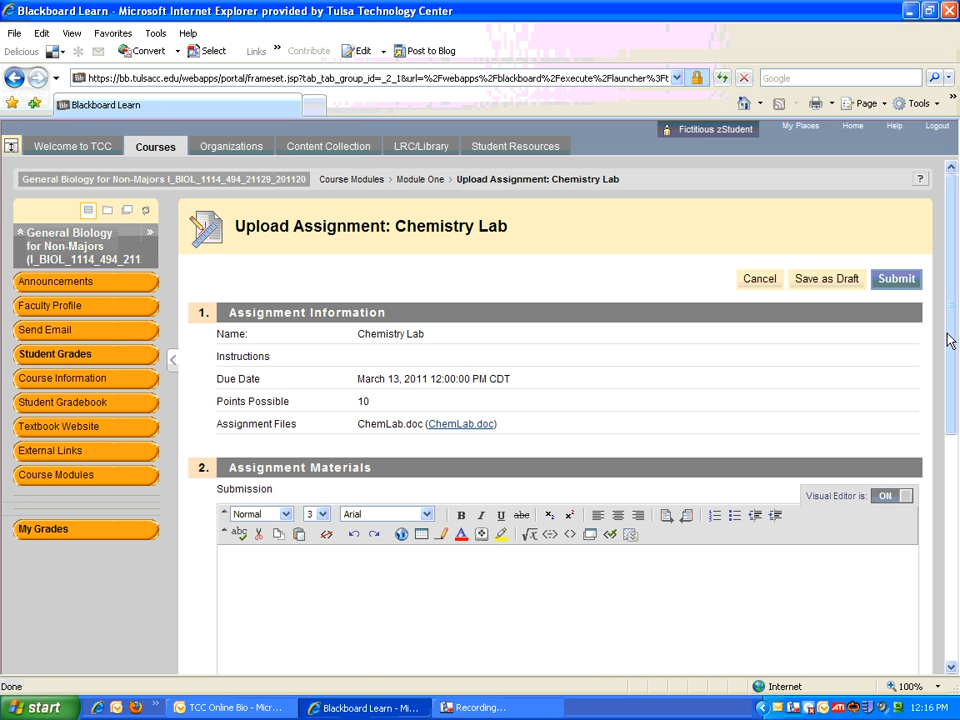 Blackboard Learn - Microsoft Internet Explorer provided by Tulsa Technology Center
File Edit View Favorites Tools Help
Delicious Convert Select Links » Contribute Edit Post to Blog
https://bb.tulsacc.edu/webapps/portal/frameset.jsp?tab_tab_group_id=_2_1&url=%2Fwebapps%2Fblackboard%2Fexecute%2Flauncher%3Ft Google
Blackboard Learn Page Tools »
Fictitious zStudent My Places Home Help Logout
Welcome to TCC Courses Organizations Content Collection LRC/Library Student Resources
General Biology for Non-Majors I_BIOL_1114_494_21129_201120 Course Modules > Module One > Upload Assignment: Chemistry Lab ?
General Biology
for Non-Majors
(I_BIOL_1114_494_211
Announcements
Faculty Profile
Send Email
Student Grades
Course Information
Student Gradebook
Textbook Website
External Links
Course Modules
My Grades
Upload Assignment: Chemistry Lab
Cancel Save as Draft Submit
1. Assignment Information
Name: Chemistry Lab
Instructions
Due Date March 13, 2011 12:00:00 PM CDT
Points Possible 10
Assignment Files ChemLab.doc (ChemLab.doc)
2. Assignment Materials
Submission
Visual Editor is: ON
Normal 3 Arial B I U abc
abc
Done Internet 100%
start TCC Online Bio - Micr... Blackboard Learn - Mi... Recording... 12:16 PM